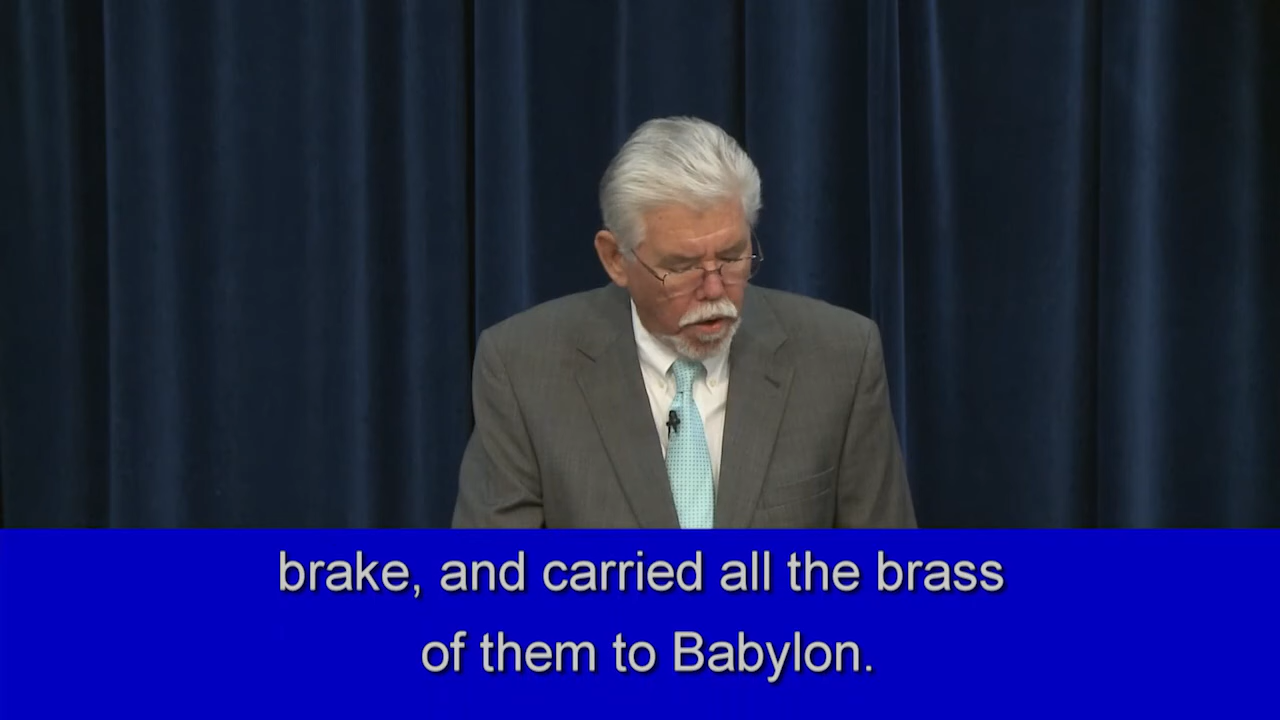 brake, and carried all the brass
of them to Babylon.